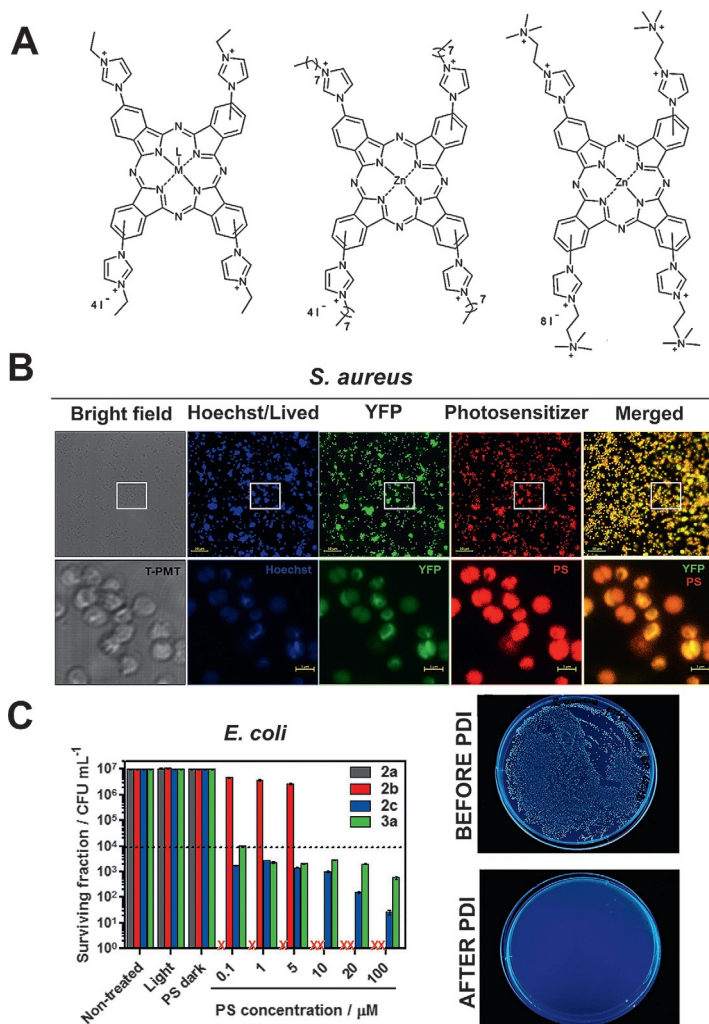 A
N
N
N
N
L
M
4 I⁻
7
7
Zn
4 I⁻
7
7
N
N
Zn
8 I⁻
N
N
B
S. aureus
Bright field Hoechst/Lived YFP Photosensitizer Merged
T-PMT Hoechst YFP PS YFP
PS
C
E. coli
Surviving fraction / CFU mL⁻¹
10⁷
10⁶
10⁵
10⁴
10³
10²
10¹
10⁰
2a
2b
2c
3a
X X X XX XX XX
Non-treated Light PS dark 0.1 1 5 10 20 100
PS concentration / µM
BEFORE PDI
AFTER PDI